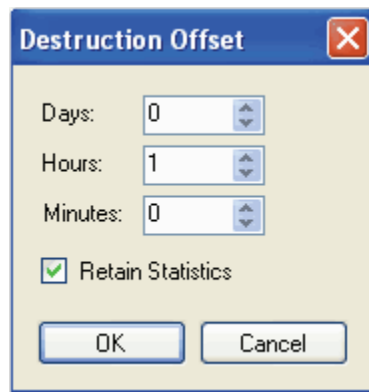 Destruction Offset
Days: 0
Hours: 1
Minutes: 0
Retain Statistics
OK Cancel